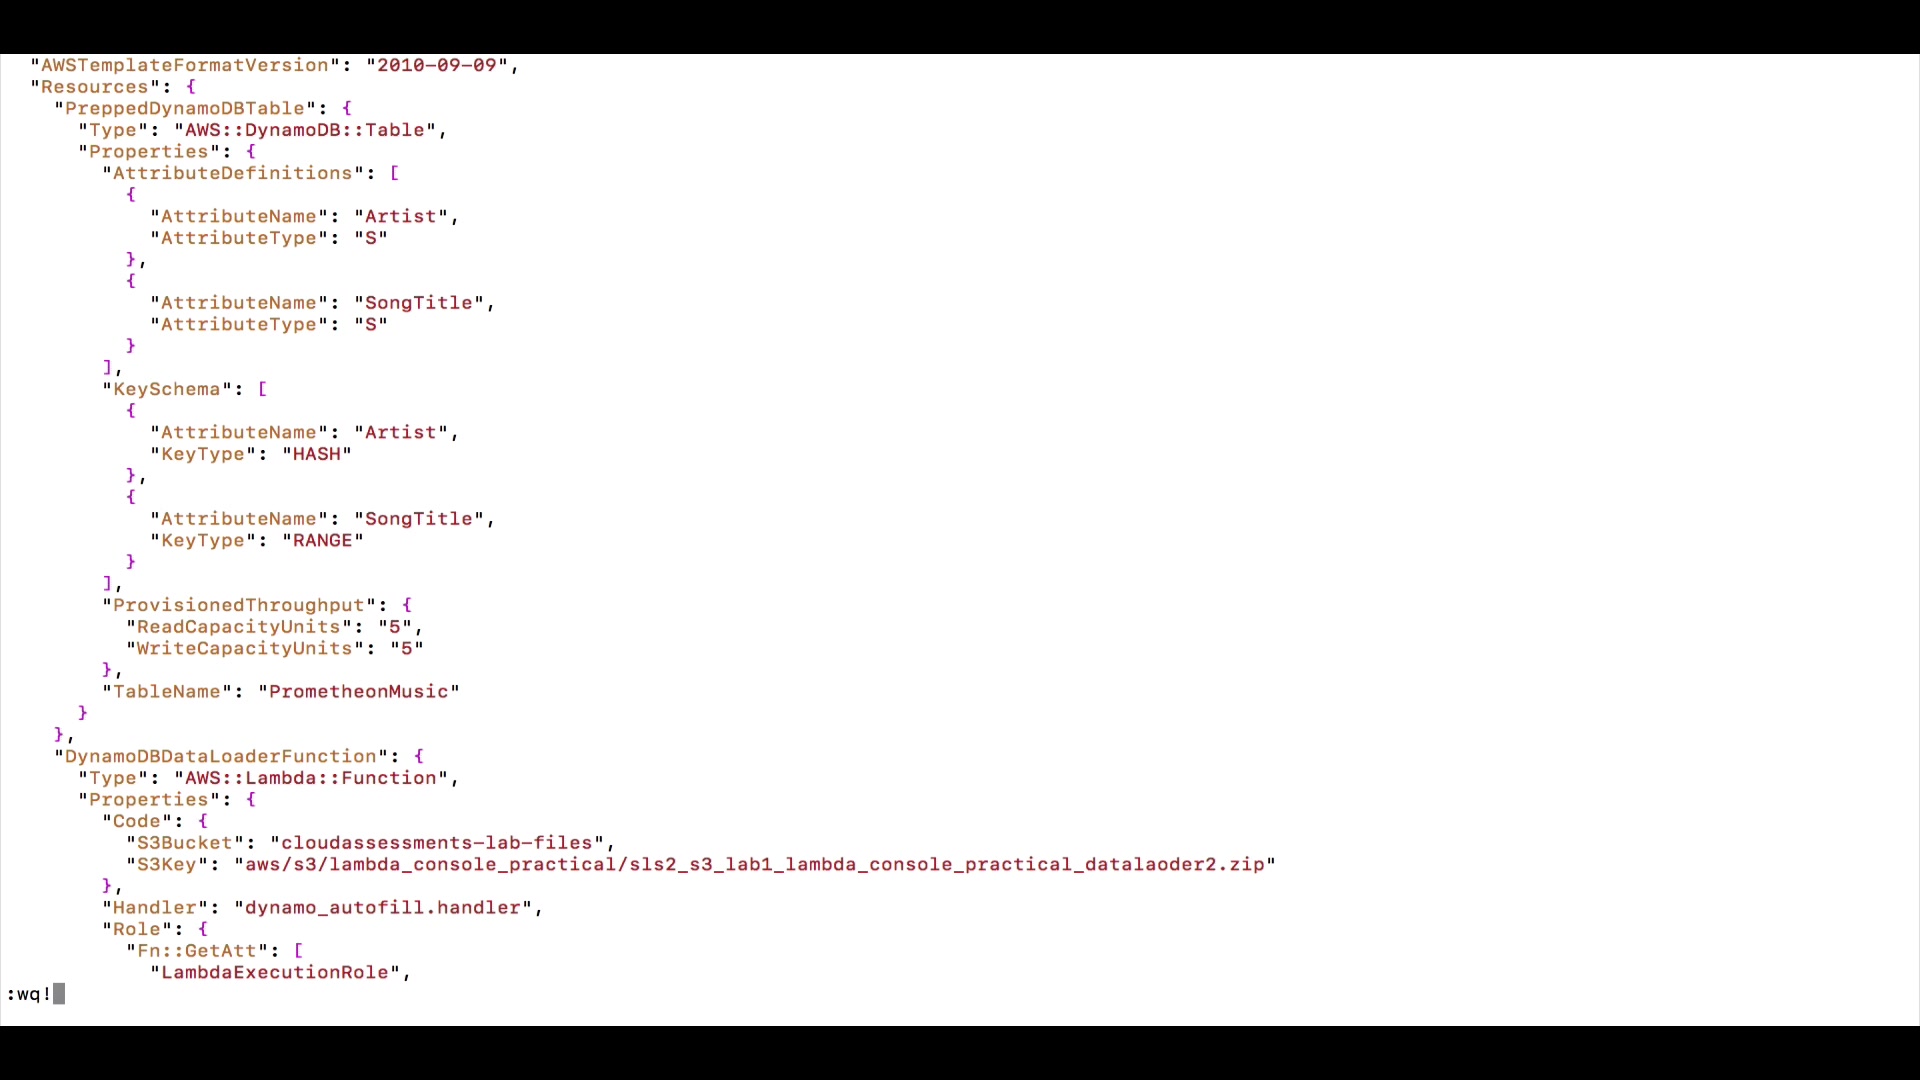 "AWSTemplateFormatVersion": "2010-09-09",
"Resources": {
"PreppedDynamoDBTable": {
"Type": "AWS::DynamoDB::Table",
"Properties": {
"AttributeDefinitions": [
{
"AttributeName": "Artist",
"AttributeType": "S"
},
{
"AttributeName": "SongTitle",
"AttributeType": "S"
}
],
"KeySchema": [
{
"AttributeName": "Artist",
"KeyType": "HASH"
},
{
"AttributeName": "SongTitle",
"KeyType": "RANGE"
}
],
"ProvisionedThroughput": {
"ReadCapacityUnits": "5",
"WriteCapacityUnits": "5"
},
"TableName": "PrometheonMusic"
}
},
"DynamoDBDataLoaderFunction": {
"Type": "AWS::Lambda::Function",
"Properties": {
"Code": {
"S3Bucket": "cloudassessments-lab-files",
"S3Key": "aws/s3/lambda_console_practical/sls2_s3_lab1_lambda_console_practical_datalaoder2.zip"
},
"Handler": "dynamo_autofill.handler",
"Role": {
"Fn::GetAtt": [
"LambdaExecutionRole",
:wq!